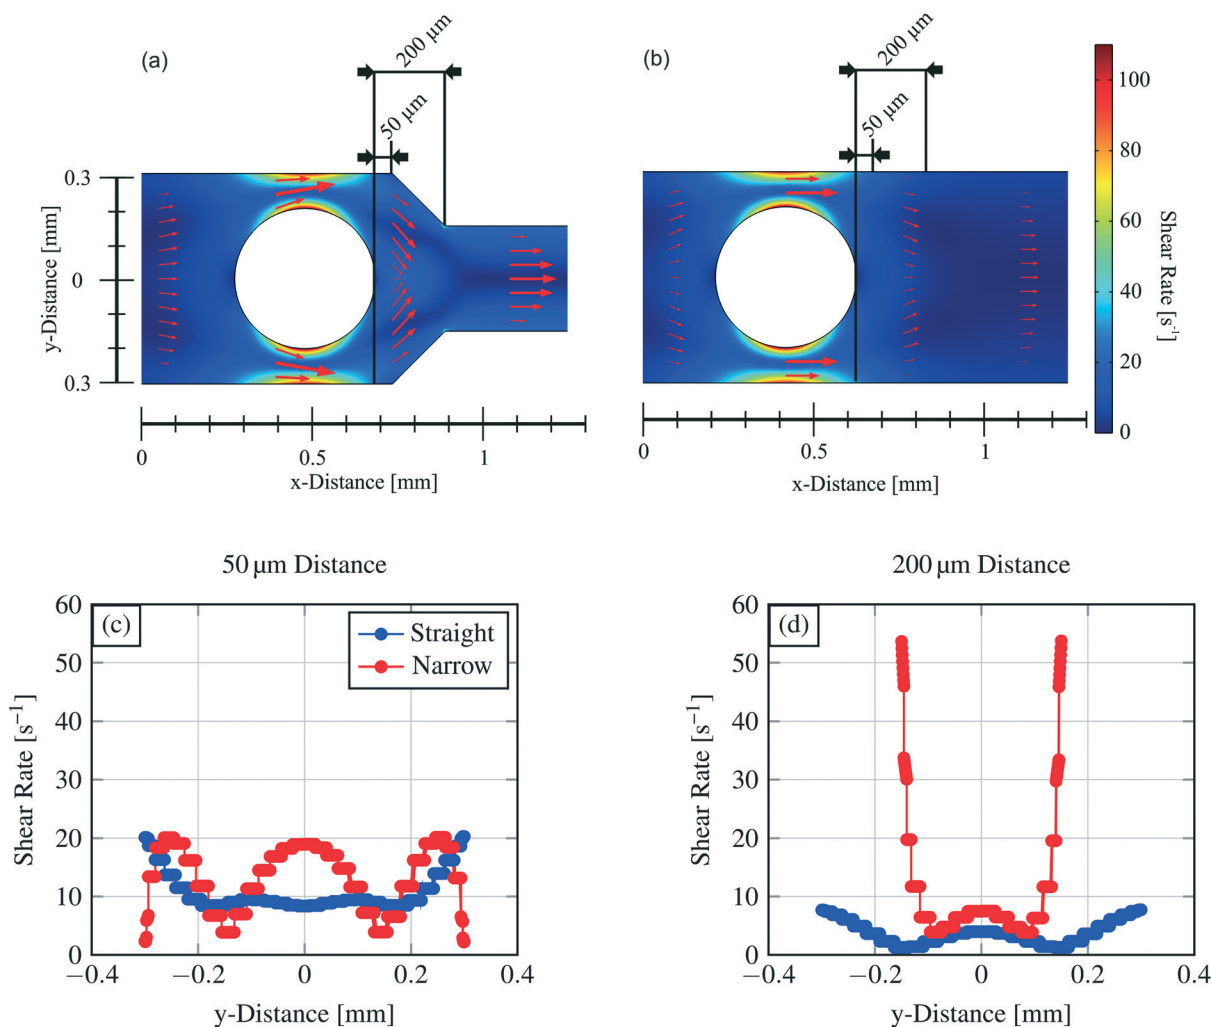 (a)
200 µm
50 µm
0.3
0
0.3
y-Distance [mm]
0
0.5
1
x-Distance [mm]
(b)
200 µm
50 µm
0
0.5
1
x-Distance [mm]
100
80
60
40
20
0
Shear Rate [s⁻¹]
50 µm Distance
(c)
Straight
Narrow
60
50
40
30
20
10
0
Shear Rate [s⁻¹]
−0.4
−0.2
0
0.2
0.4
y-Distance [mm]
200 µm Distance
(d)
60
50
40
30
20
10
0
Shear Rate [s⁻¹]
−0.4
−0.2
0
0.2
0.4
y-Distance [mm]